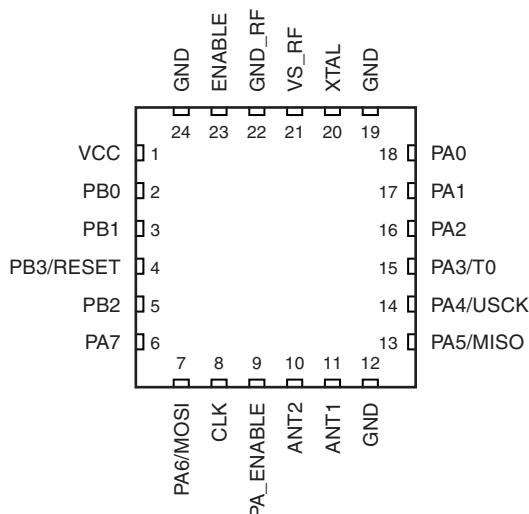 GND
ENABLE
GND_RF
VS_RF
XTAL
GND
24 23 22 21 20 19
VCC 1 18 PA0
PB0 2 17 PA1
PB1 3 16 PA2
PB3/RESET 4 15 PA3/T0
PB2 5 14 PA4/USCK
PA7 6 13 PA5/MISO
7 8 9 10 11 12
PA6/MOSI
CLK
PA_ENABLE
ANT2
ANT1
GND